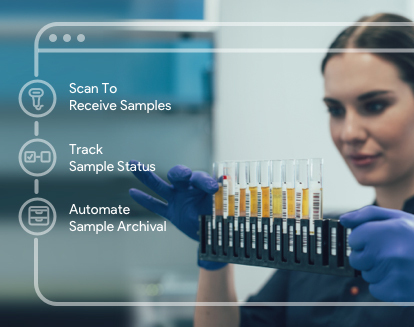 Scan To
Receive Samples
Track
Sample Status
Automate
Sample Archival